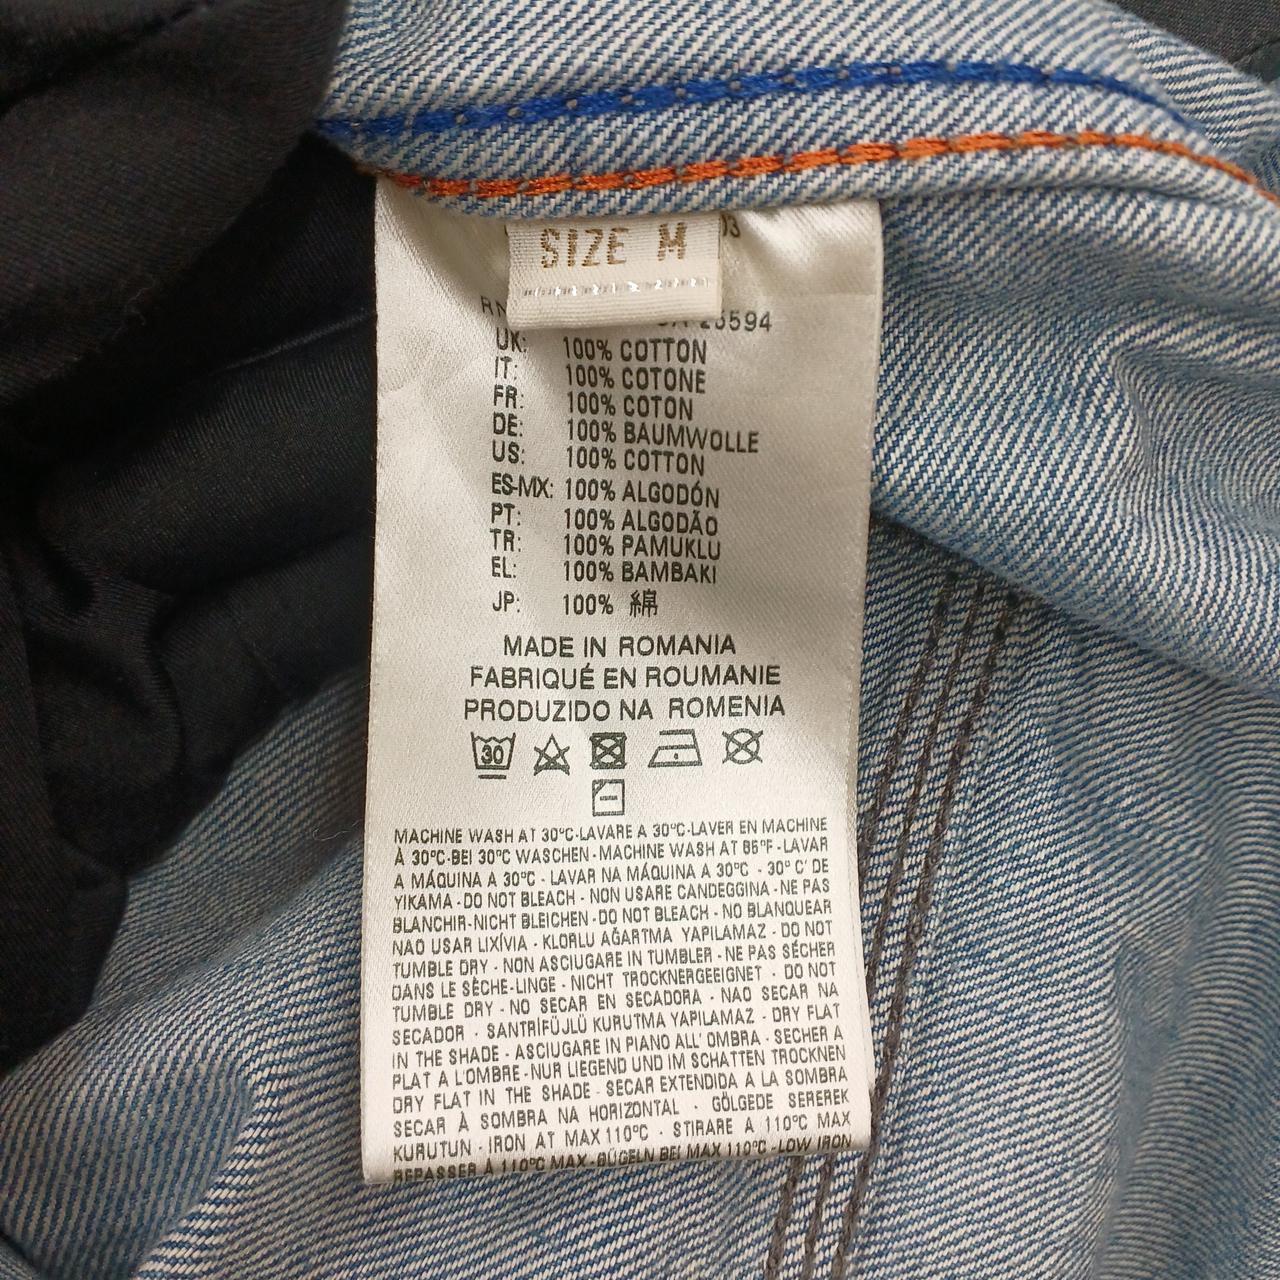 SIZE M
03
25594
UK: 100% COTTON
IT: 100% COTONE
FR: 100% COTON
DE: 100% BAUMWOLLE
US: 100% COTTON
ES-MX: 100% ALGODÓN
PT: 100% ALGODÃO
TR: 100% PAMUKLU
EL: 100% BAMBAKI
JP: 100% 綿
MADE IN ROMANIA
FABRIQUÉ EN ROUMANIE
PRODUZIDO NA ROMENIA
30
MACHINE WASH AT 30°C-LAVARE A 30°C-LAVER EN MACHINE
À 30°C-BEI 30°C WASCHEN - MACHINE WASH AT 86°F - LAVAR
A MÁQUINA A 30°C - LAVAR NA MÁQUINA A 30°C - 30° C' DE
YIKAMA - DO NOT BLEACH - NON USARE CANDEGGINA - NE PAS
BLANCHIR - NICHT BLEICHEN - DO NOT BLEACH - NO BLANQUEAR
NAO USAR LIXÍVIA - KLORLU AĞARTMA YAPILAMAZ - DO NOT
TUMBLE DRY - NON ASCIUGARE IN TUMBLER - NE PAS SÉCHER
DANS LE SÈCHE-LINGE - NICHT TROCKNERGEEIGNET - DO NOT
TUMBLE DRY - NO SECAR EN SECADORA - NAO SECAR NA
SECADOR - SANTRİFÜJLÜ KURUTMA YAPILAMAZ - DRY FLAT
IN THE SHADE - ASCIUGARE IN PIANO ALL' OMBRA - SECHER A
PLAT A L'OMBRE - NUR LIEGEND UND IM SCHATTEN TROCKNEN
DRY FLAT IN THE SHADE - SECAR EXTENDIDA A LA SOMBRA
SECAR À SOMBRA NA HORIZONTAL - GÖLGEDE SEREREK
KURUTUN - IRON AT MAX 110°C - STIRARE A 110°C MAX
REPASSER À 110°C MAX - BÜGELN BEI MAX 110°C - LOW IRON